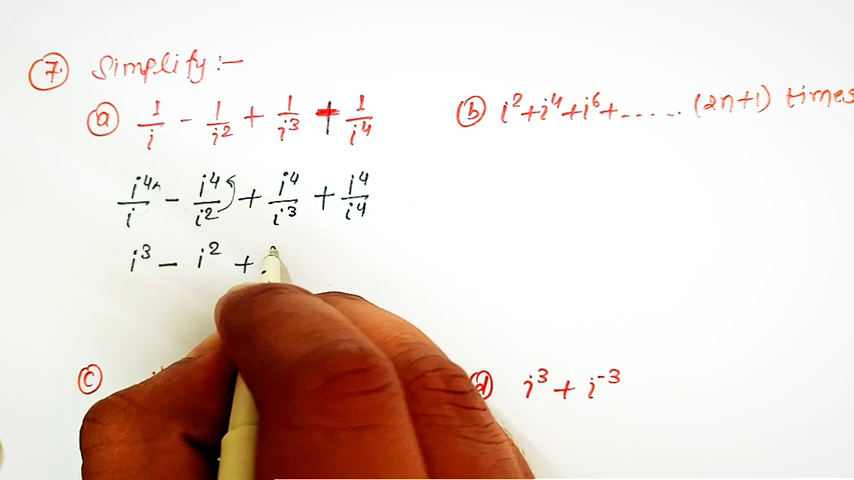 7. Simplify :-
a 1/i - 1/i² + 1/i³ + 1/i⁴
b i² + i⁴ + i⁶ + ...... (2n+1) times
i⁴/i - i⁴/i² + i⁴/i³ + i⁴/i⁴
i³ - i² +
c
d i³ + i⁻³